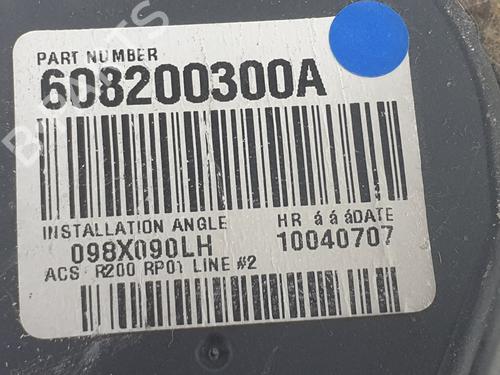 PART NUMBER
608200300A
INSTALLATION ANGLE HR á á áDATE
098X090LH 10040707
ACS R200 RP01 LINE #2